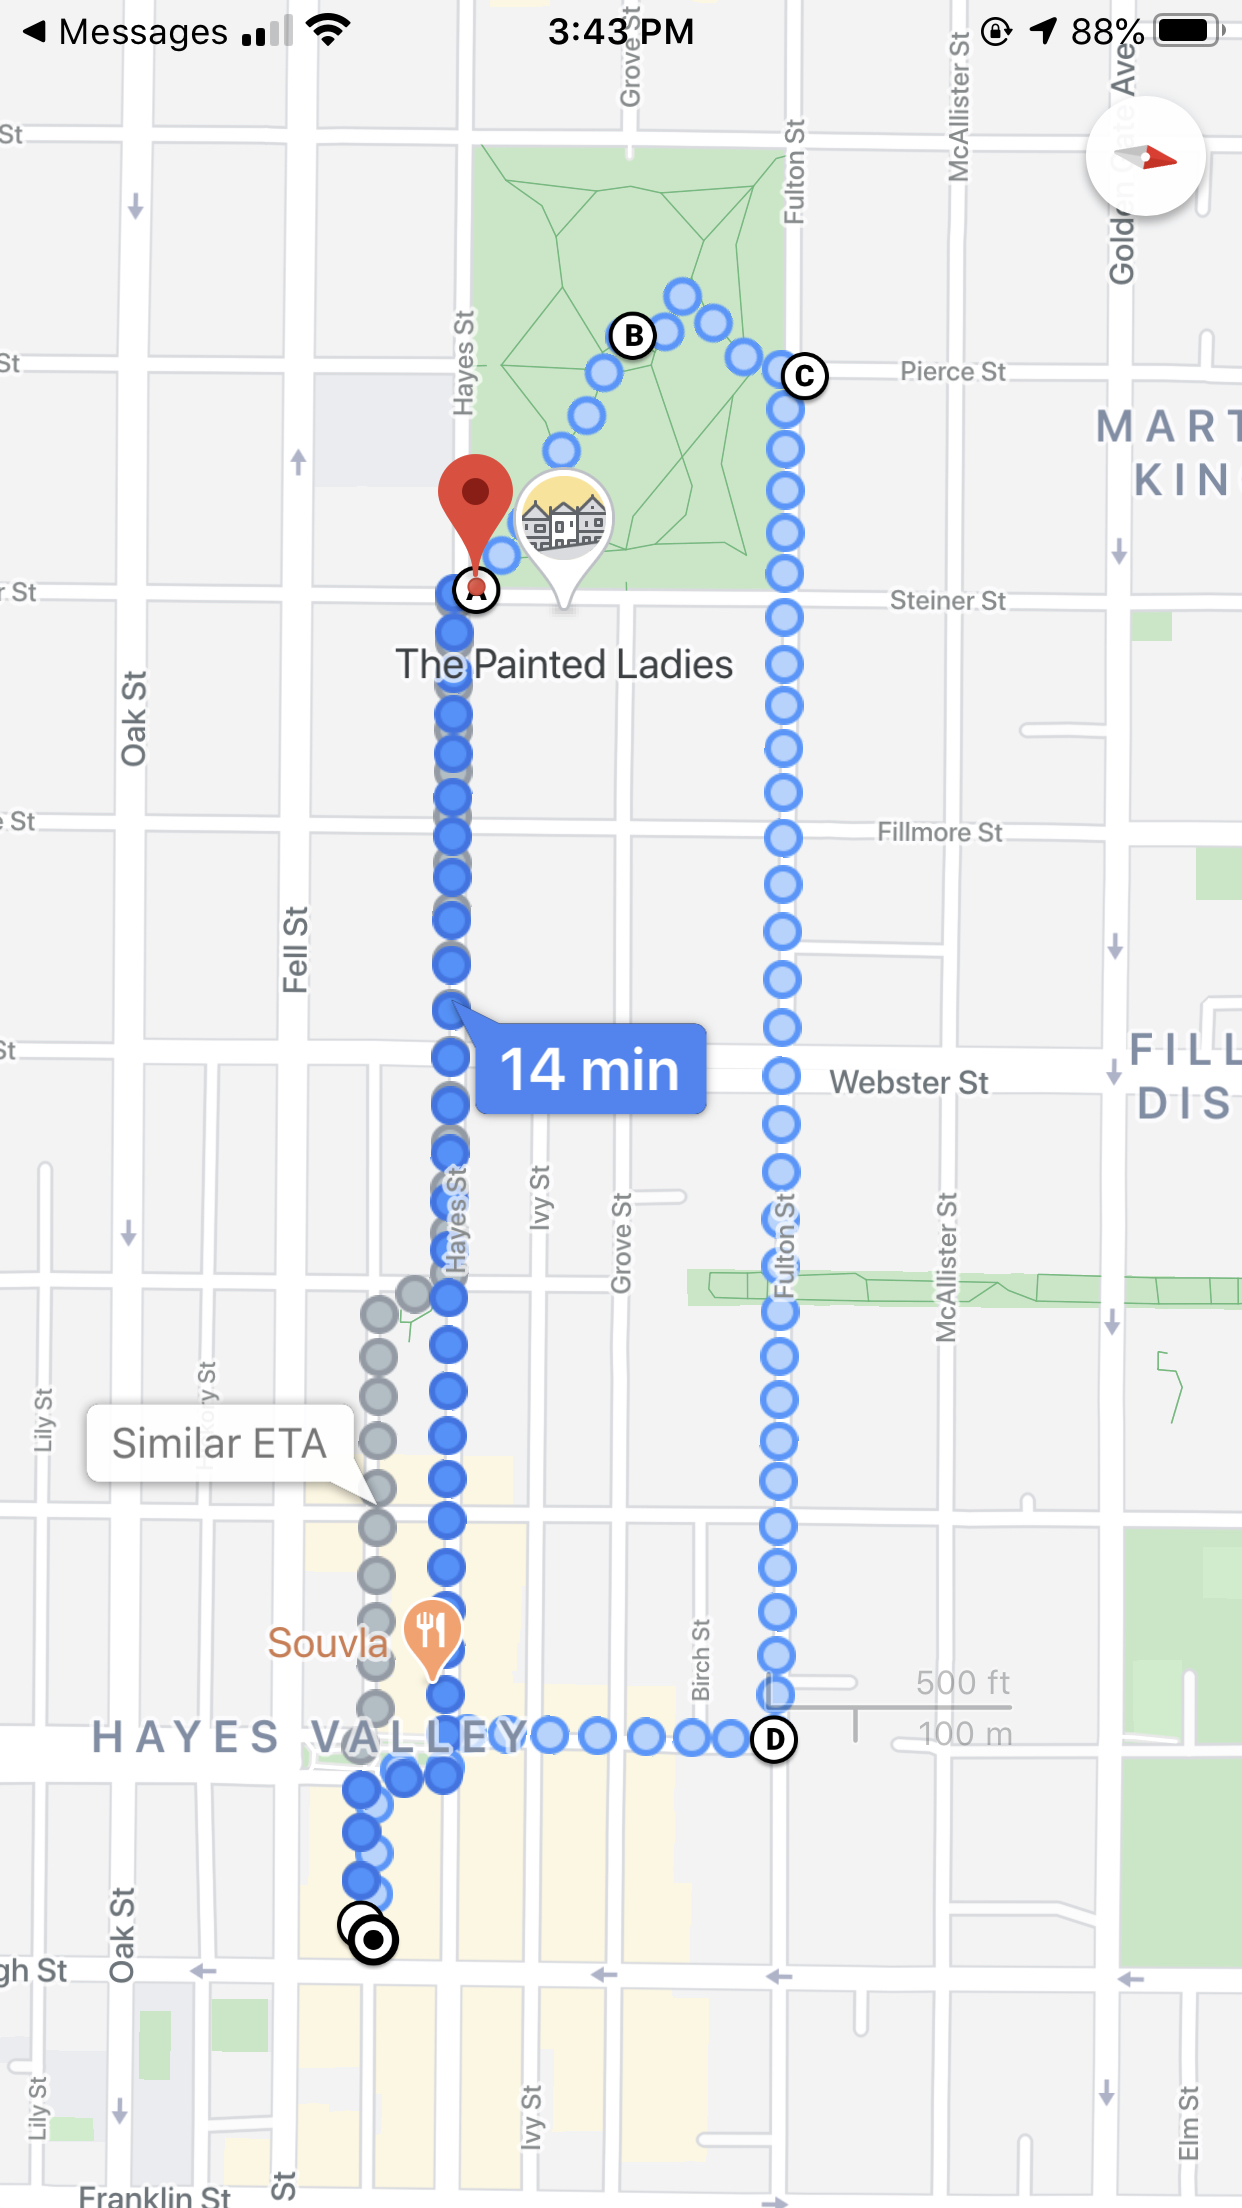 Messages
3:43 PM
88%
Grove St
McAllister St
Golden Gate Ave
St
Fulton St
Hayes St
B
C
St
Pierce St
MART
KIN
A
r St
Steiner St
The Painted Ladies
Oak St
e St
Fillmore St
Fell St
14 min
St
Webster St
FILL
DIS
Hayes St
Ivy St
Grove St
Fulton St
McAllister St
Lily St
ory St
Similar ETA
Souvla
Birch St
500 ft
100 m
HAYES VALLEY
D
Oak St
gh St
Lily St
Ivy St
Elm St
St
Franklin St